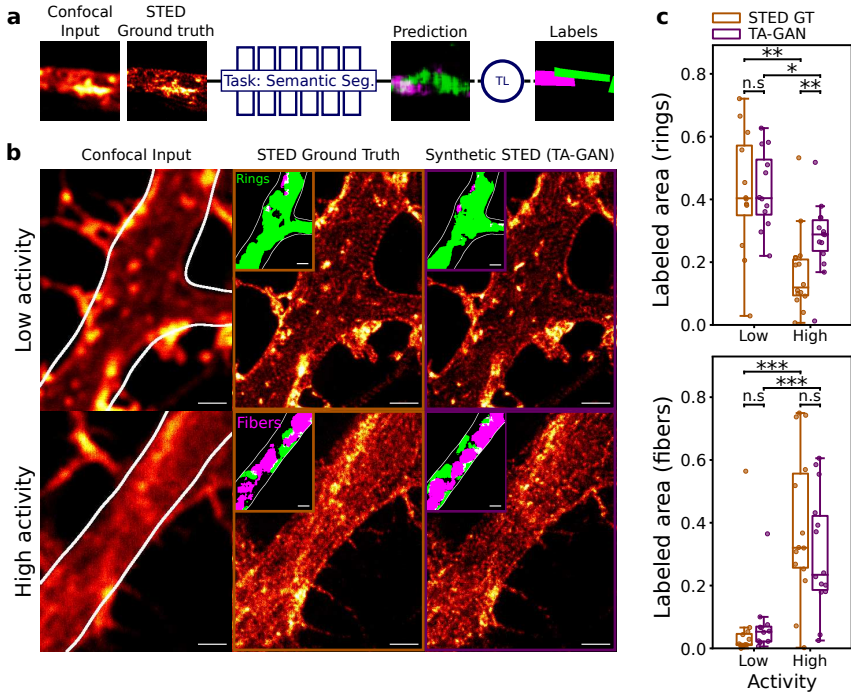 a
Confocal
Input
STED
Ground truth
Task: Semantic Seg.
Prediction
TL
Labels
b
Confocal Input
STED Ground Truth
Synthetic STED (TA-GAN)
Low activity
Rings
High activity
Fibers
c
STED GT
TA-GAN
Labeled area (rings)
0.8
0.6
0.4
0.2
0.0
**
*
n.s
**
Low
High
Labeled area (fibers)
0.8
0.6
0.4
0.2
0.0
***
***
n.s
n.s
Low
High
Activity